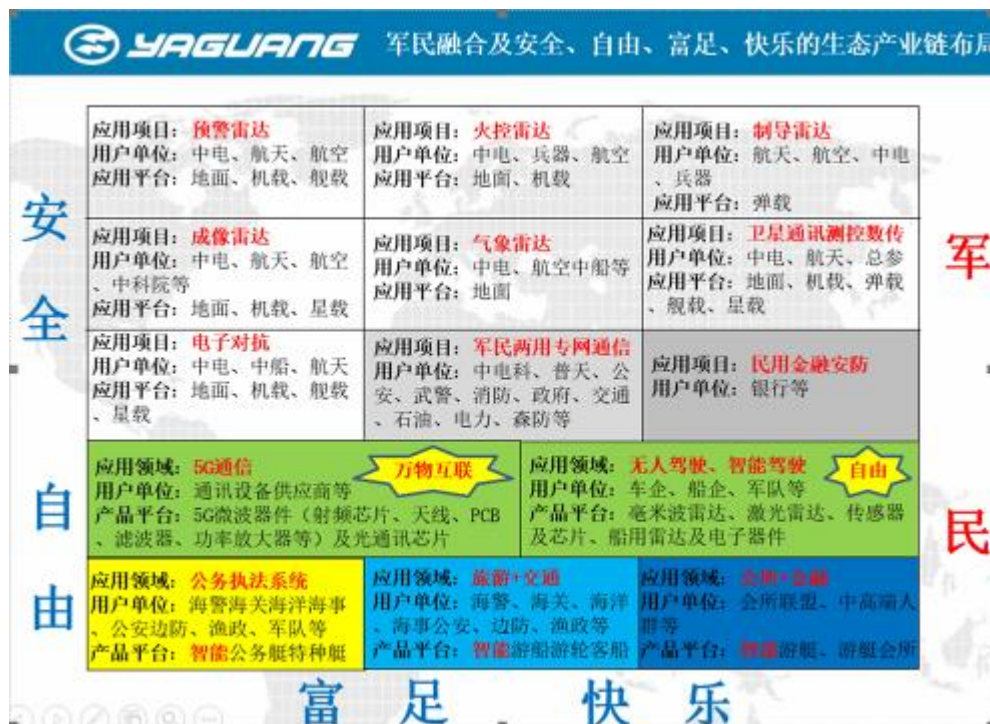 YAGUANG 军民融合及安全、自由、富足、快乐的生态产业链布局
应用项目：预警雷达
用户单位：中电、航天、航空
应用平台：地面、机载、舰载
应用项目：火控雷达
用户单位：中电、兵器、航空
应用平台：地面、机载
应用项目：制导雷达
用户单位：航天、航空、中电
、兵器
应用平台：弹载
安
全
应用项目：成像雷达
用户单位：中电、航天、航空
、中科院等
应用平台：地面、机载、星载
应用项目：气象雷达
用户单位：中电、航空中船等
应用平台：地面
应用项目：卫星通讯测控数传
用户单位：中电、航天、总参
应用平台：地面、机载、弹载
、舰载、星载
军
应用项目：电子对抗
用户单位：中电、中船、航天
应用平台：地面、机载、舰载
、星载
应用项目：军民两用专网通信
用户单位：中电科、普天、公
安、武警、消防、政府、交通
、石油、电力、森防等
应用项目：民用金融安防
用户单位：银行等
自
由
应用领域：5G通信
用户单位：通讯设备供应商等
产品平台：5G微波器件（射频芯片、天线、PCB
、滤波器、功率放大器等）及光通讯芯片
万物互联
应用领域：无人驾驶、智能驾驶
用户单位：车企、船企、军队等
产品平台：毫米波雷达、激光雷达、传感器
及芯片、船用雷达及电子器件
自由
民
应用领域：公务执法系统
用户单位：海警海关海洋海事
、公安边防、渔政、军队等
产品平台：智能公务艇特种艇
应用领域：旅游+交通
用户单位：海警、海关、海洋
、海事公安、边防、渔政等
产品平台：智能游船游轮客船
应用领域：会所+金融
用户单位：会所联盟、中高端人
群等
产品平台：智能游艇、游艇会所
富 足 快 乐